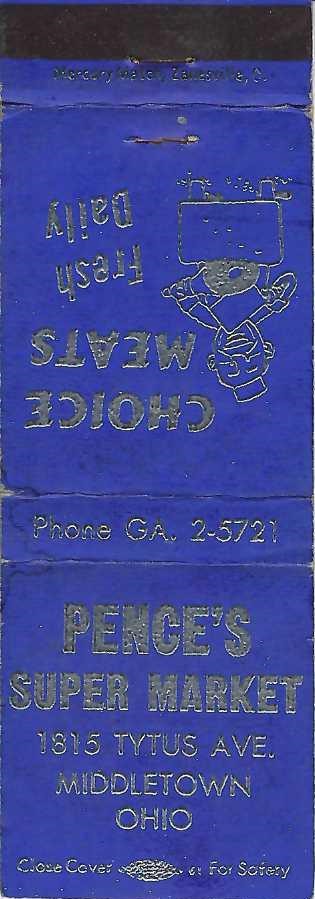 Mercury Match, Zanesville, O.
CHOICE
MEATS
Fresh
Daily
Phone GA. 2-5721
PENCE'S
SUPER MARKET
1815 TYTUS AVE.
MIDDLETOWN
OHIO
Close Cover For Safety